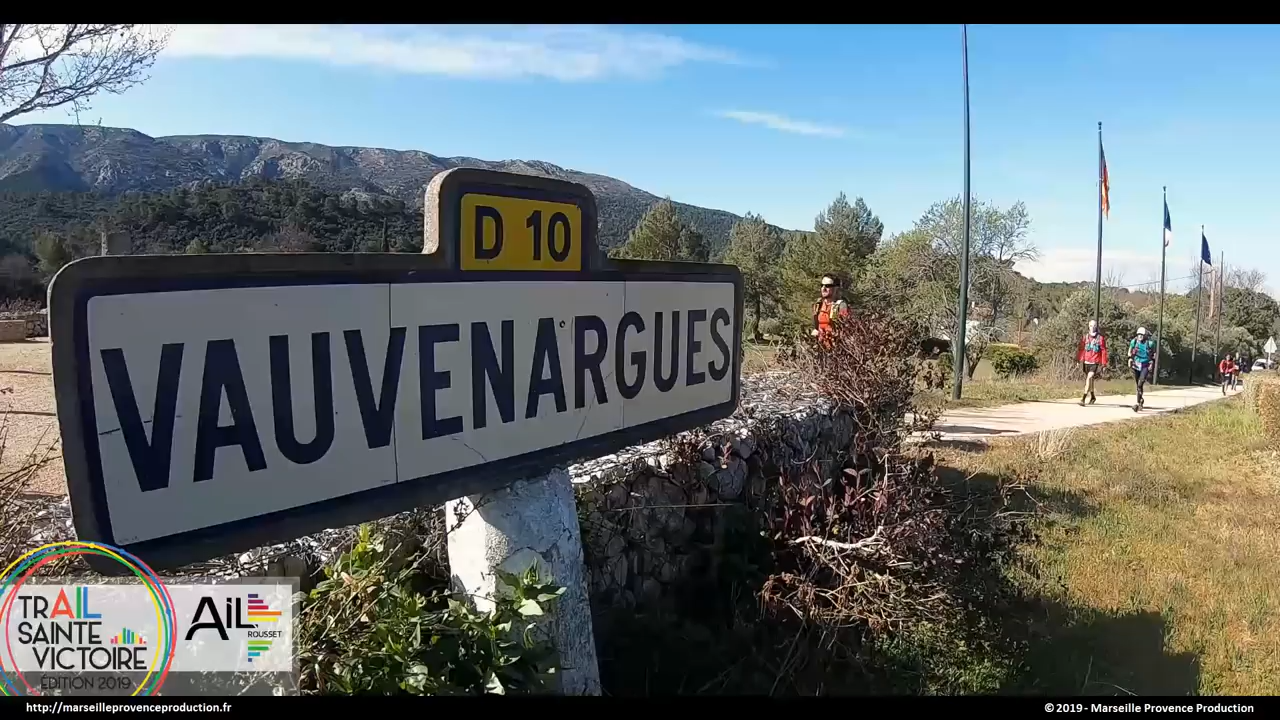 D 10
VAUVENARGUES
TRAIL
SAINTE
VICTOIRE
ÉDITION 2019
AIL
ROUSSET
http://marseilleprovenceproduction.fr
© 2019 - Marseille Provence Production